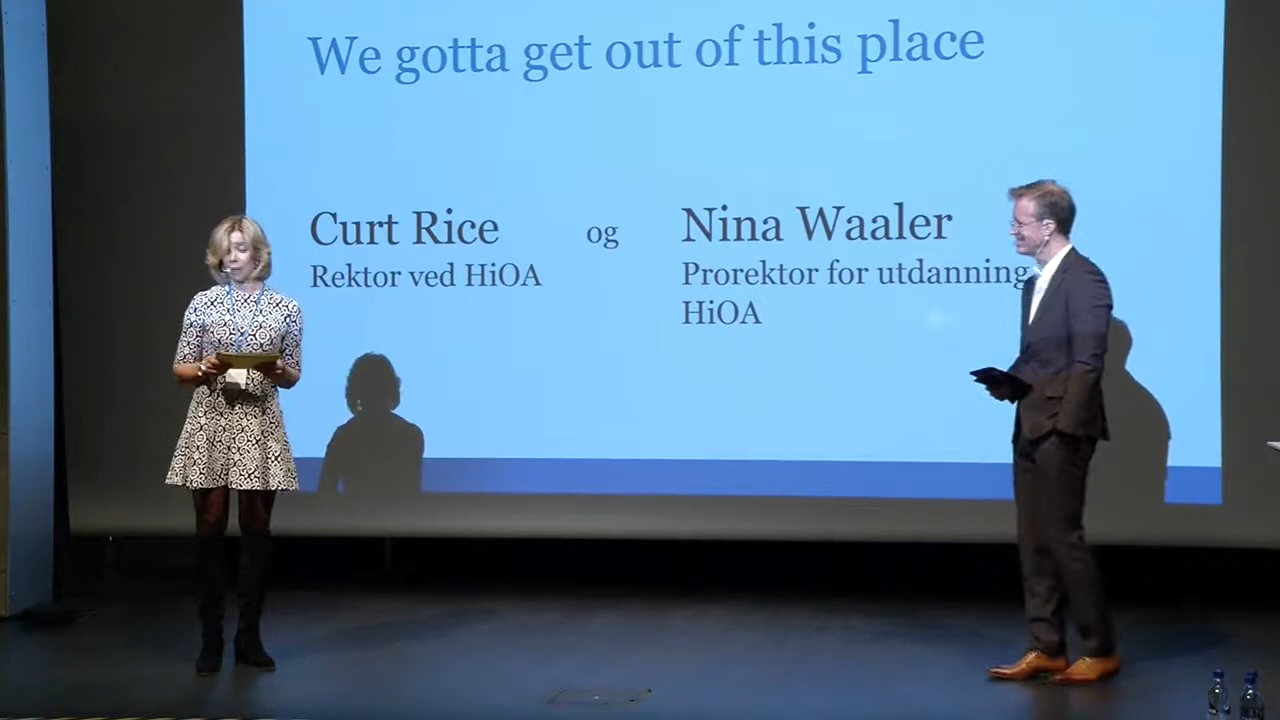 We gotta get out of this place
Curt Rice og Nina Waaler
Rektor ved HiOA Prorektor for utdanning
HiOA